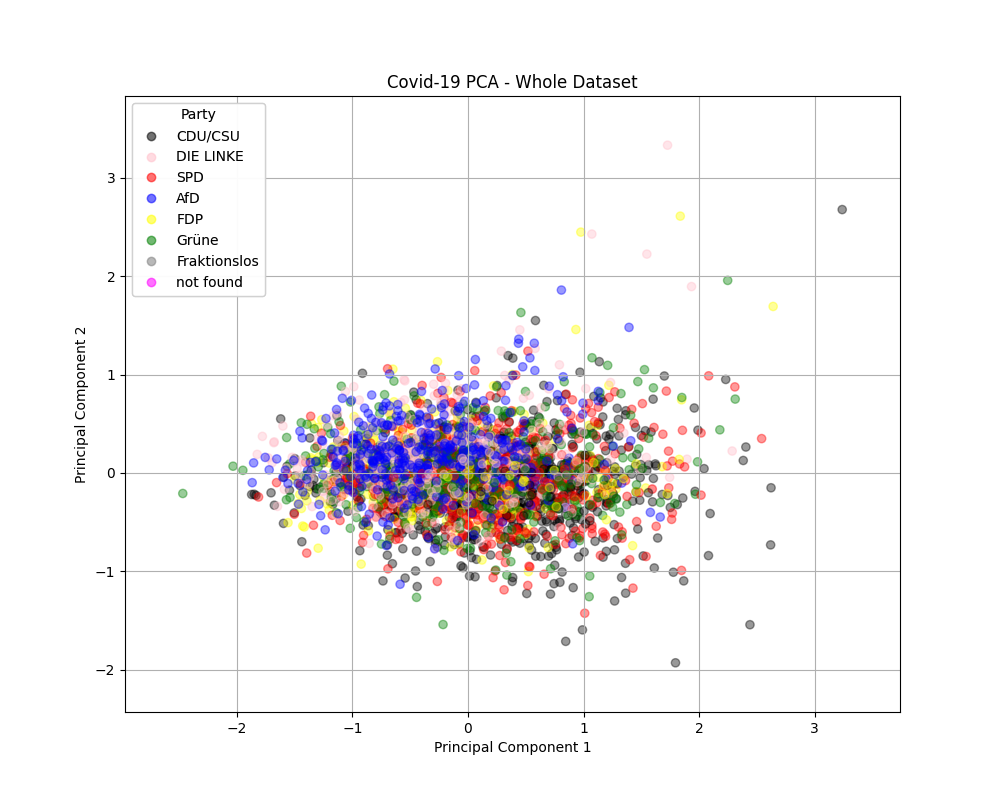 Covid-19 PCA - Whole Dataset
Party
CDU/CSU
DIE LINKE
SPD
AfD
FDP
Grüne
Fraktionslos
not found
3
2
1
0
−1
−2
Principal Component 2
−2
−1
0
1
2
3
Principal Component 1